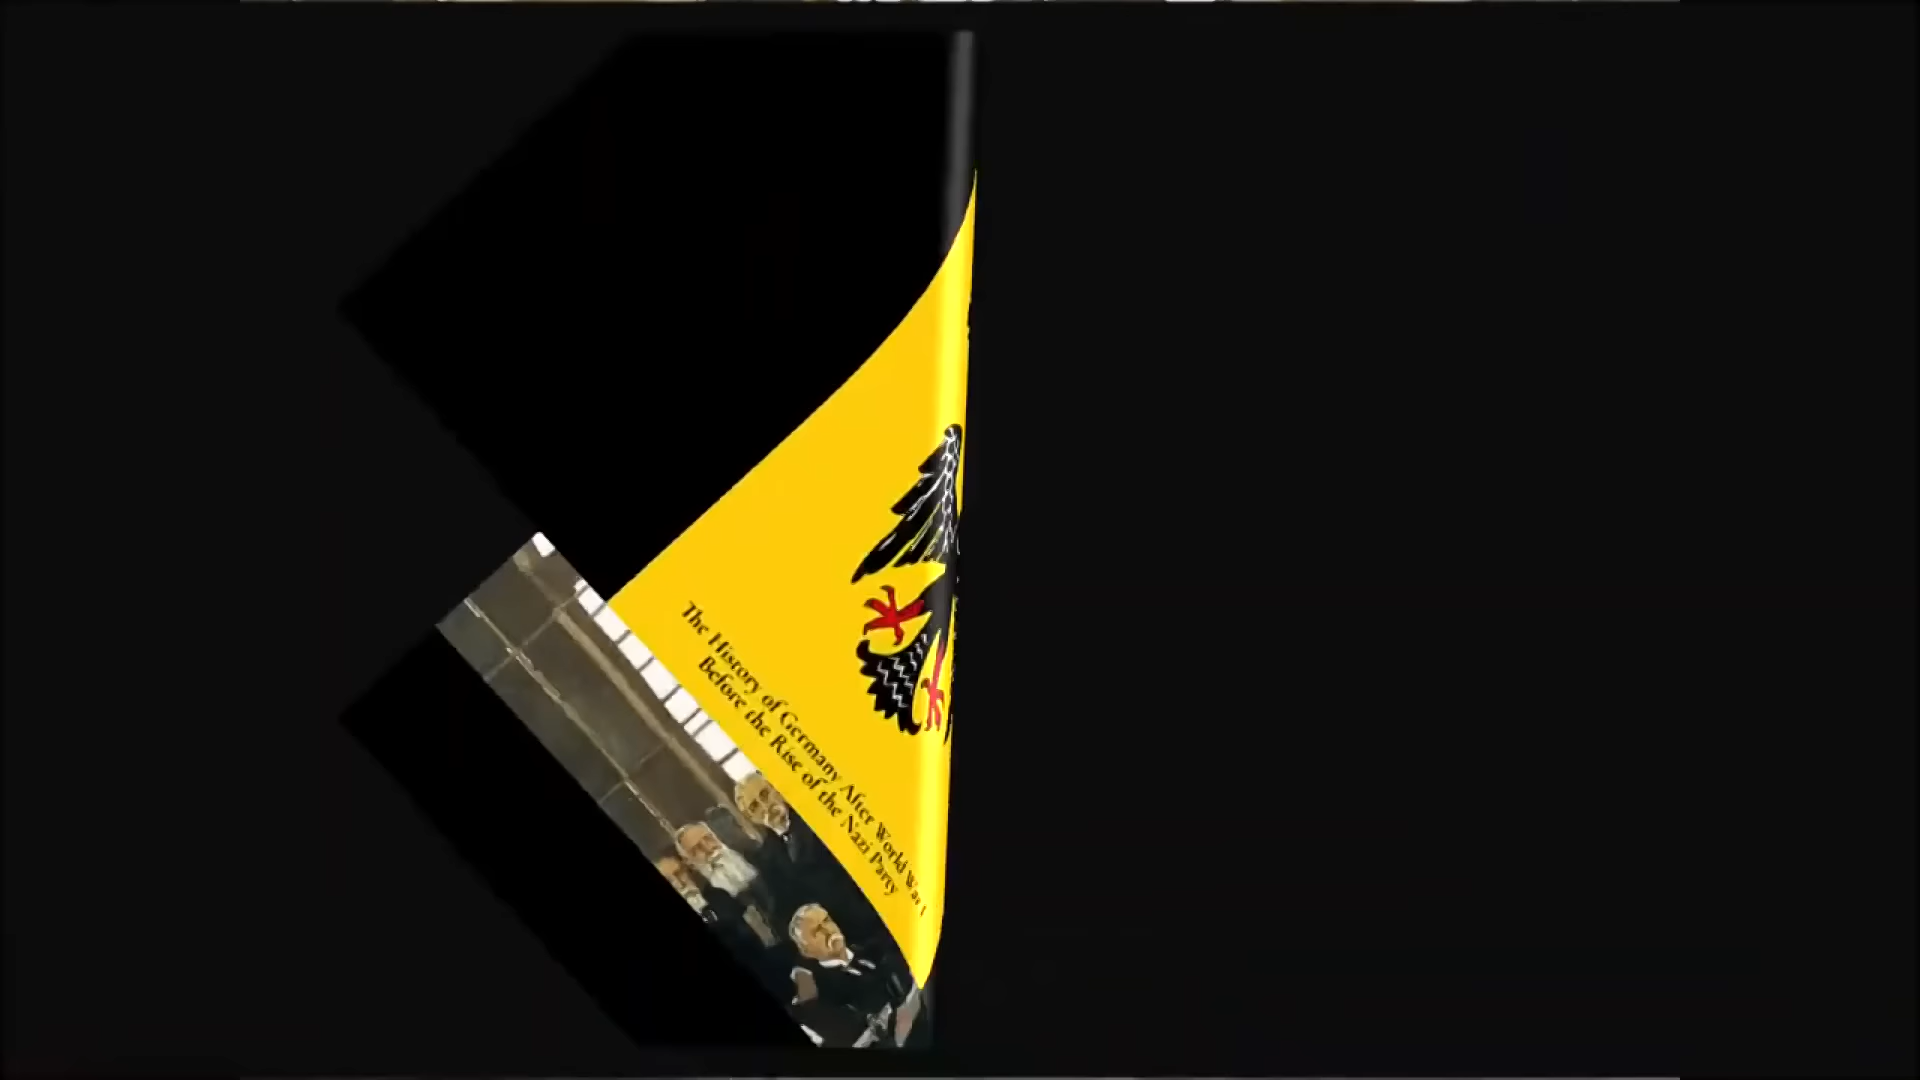 The History of Germany After World War I
Before the Rise of the Nazi Party